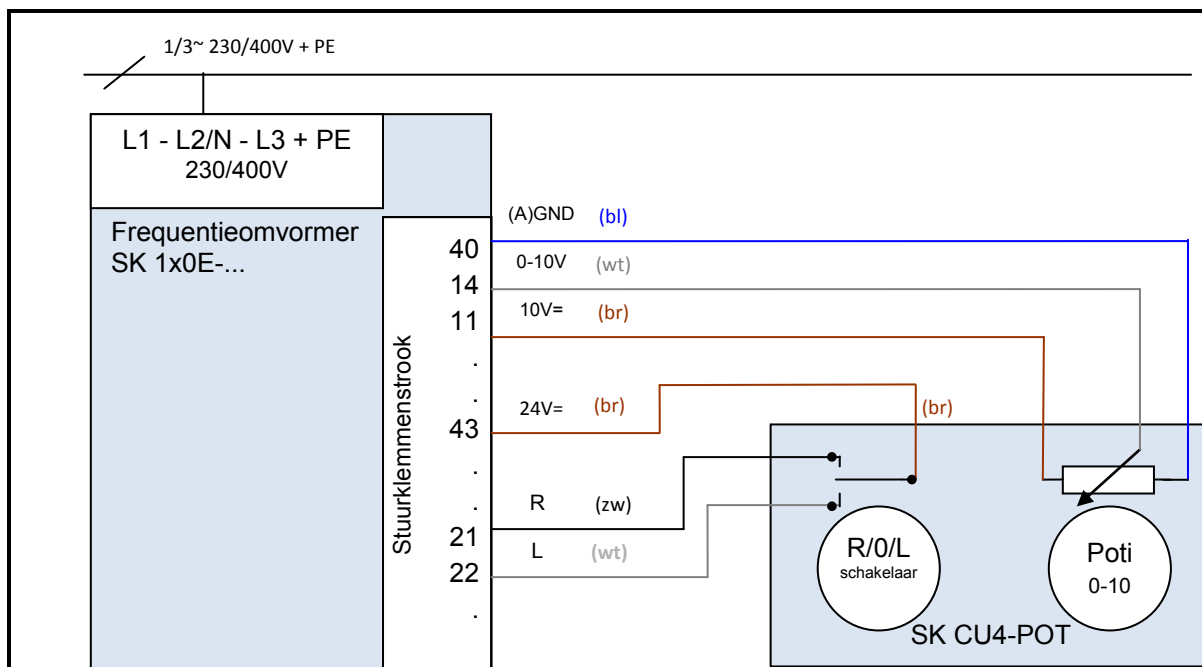 1/3~ 230/400V + PE
L1 - L2/N - L3 + PE
230/400V
Frequentieomvormer
SK 1x0E-...
Stuurklemmenstrook
(A)GND (bl)
40
0-10V (wt)
14
10V= (br)
11
.
.
24V= (br) (br)
43
.
.
R (zw)
21
L (wt)
22
.
R/0/L
schakelaar
Poti
0-10
SK CU4-POT